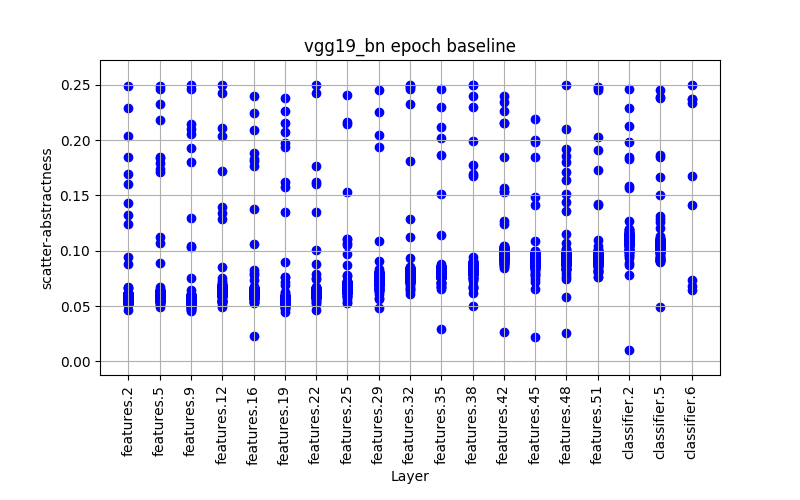 vgg19_bn epoch baseline
scatter-abstractness
0.25
0.20
0.15
0.10
0.05
0.00
features.2
features.5
features.9
features.12
features.16
features.19
features.22
features.25
features.29
features.32
features.35
features.38
features.42
features.45
features.48
features.51
classifier.2
classifier.5
classifier.6
Layer